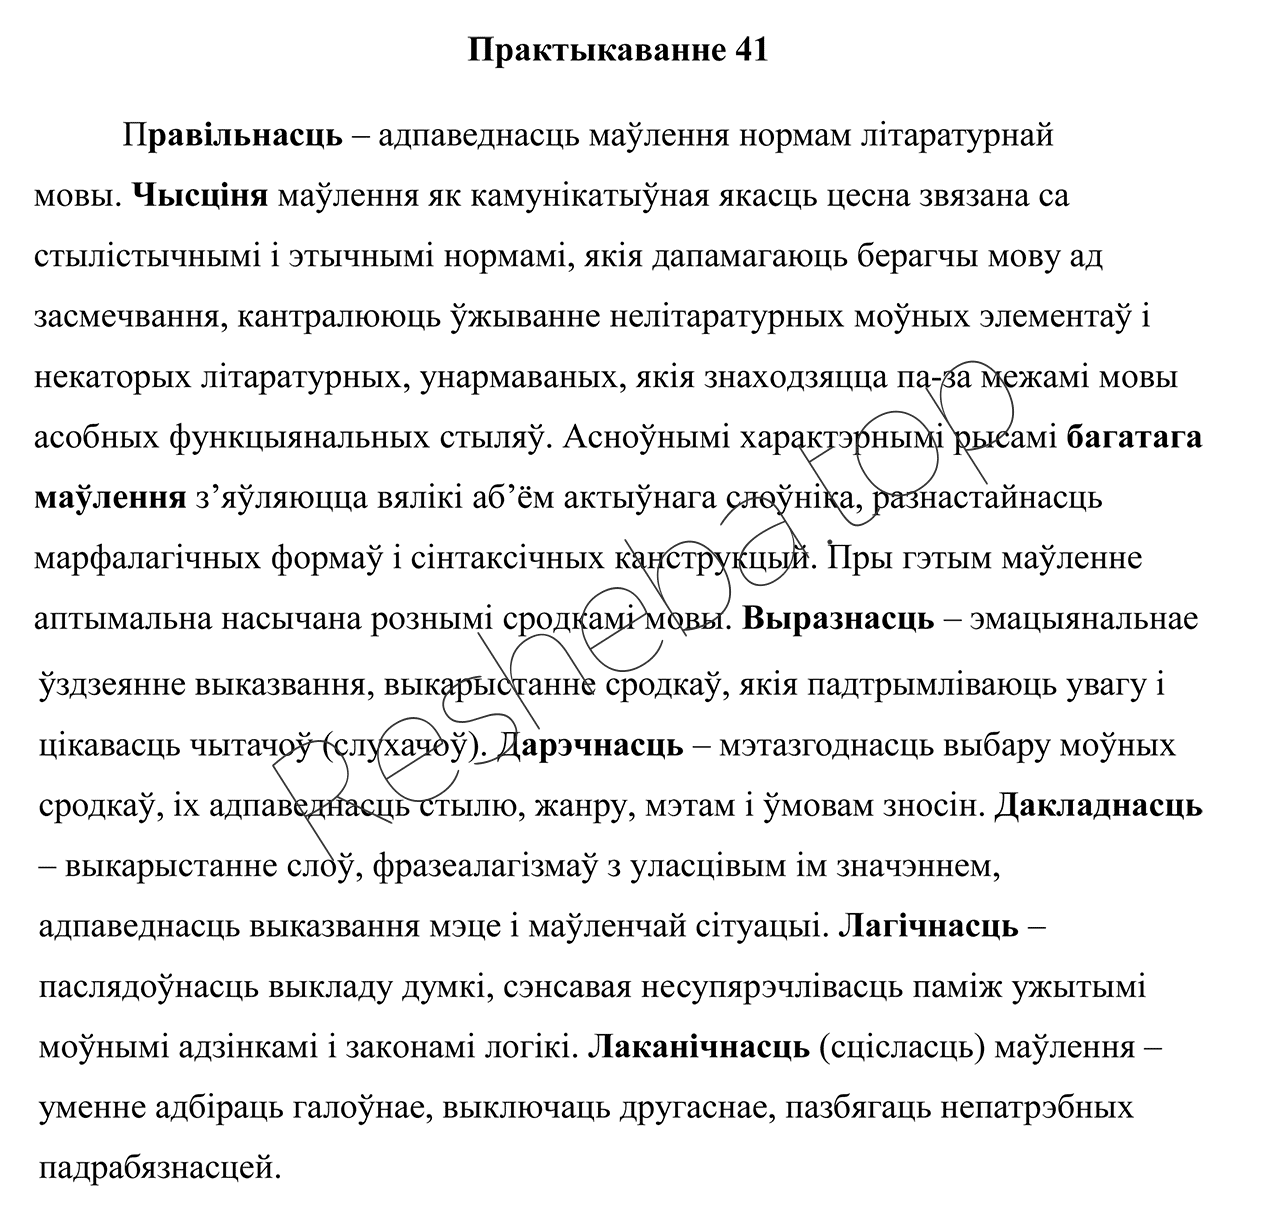 Практыкаванне 41
Правільнасць – адпаведнасць маўлення нормам літаратурнай
мовы. Чысціня маўлення як камунікатыўная якасць цесна звязана са
стылістычнымі і этычнымі нормамі, якія дапамагаюць берагчы мову ад
засмечвання, кантралююць ўжыванне нелітаратурных моўных элементаў і
некаторых літаратурных, унармаваных, якія знаходзяцца па-за межамі мовы
асобных функцыянальных стыляў. Асноўнымі характэрнымі рысамі багатага
маўлення з’яўляюцца вялікі аб’ём актыўнага слоўніка, разнастайнасць
марфалагічных формаў і сінтаксічных канструкцый. Пры гэтым маўленне
аптымальна насычана рознымі сродкамі мовы. Выразнасць – эмацыянальнае
ўздзеянне выказвання, выкарыстанне сродкаў, якія падтрымліваюць увагу і
цікавасць чытачоў (слухачоў). Дарэчнасць – мэтазгоднасць выбару моўных
сродкаў, іх адпаведнасць стылю, жанру, мэтам і ўмовам зносін. Дакладнасць
– выкарыстанне слоў, фразеалагізмаў з уласцівым ім значэннем,
адпаведнасць выказвання мэце і маўленчай сітуацыі. Лагічнасць –
паслядоўнасць выкладу думкі, сэнсавая несупярэчлівасць паміж ужытымі
моўнымі адзінкамі і законамі логікі. Лаканічнасць (сцісласць) маўлення –
уменне адбіраць галоўнае, выключаць другаснае, пазбягаць непатрэбных
падрабязнасцей.
Resheba.top